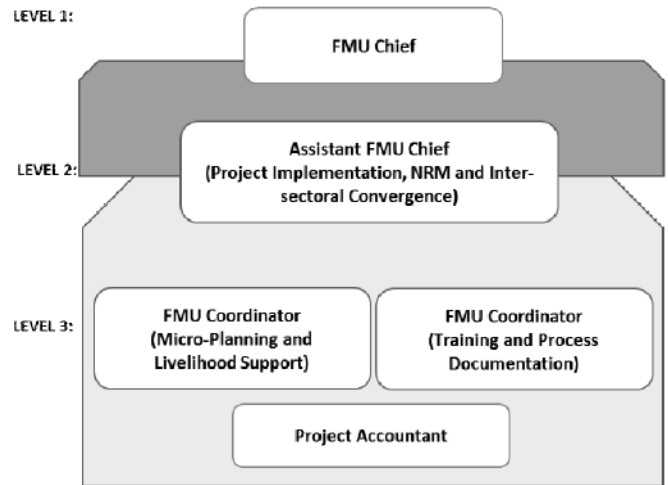 LEVEL 1:
FMU Chief
Assistant FMU Chief
LEVEL 2:
(Project Implementation, NRM and Inter-
sectoral Convergence)
LEVEL 3:
FMU Coordinator
(Micro-Planning and
Livelihood Support)
FMU Coordinator
(Training and Process
Documentation)
Project Accountant